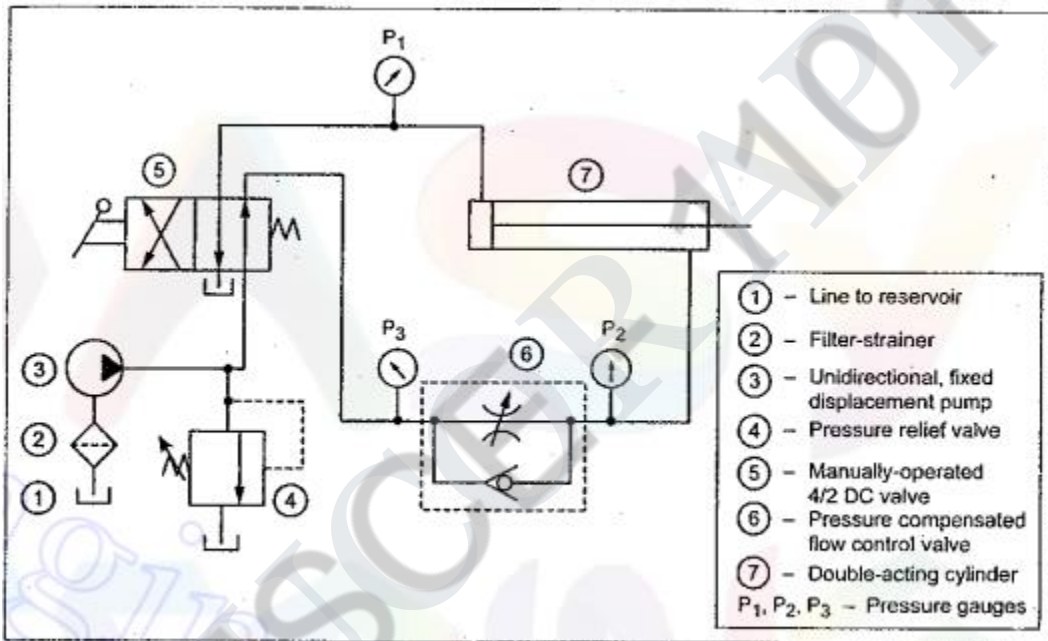 P1
5
7
P3
P2
6
3
2
1
4
1 – Line to reservoir
2 – Filter-strainer
3 – Unidirectional, fixed
displacement pump
4 – Pressure relief valve
5 – Manually-operated
4/2 DC valve
6 – Pressure compensated
flow control valve
7 – Double-acting cylinder
P1, P2, P3 – Pressure gauges